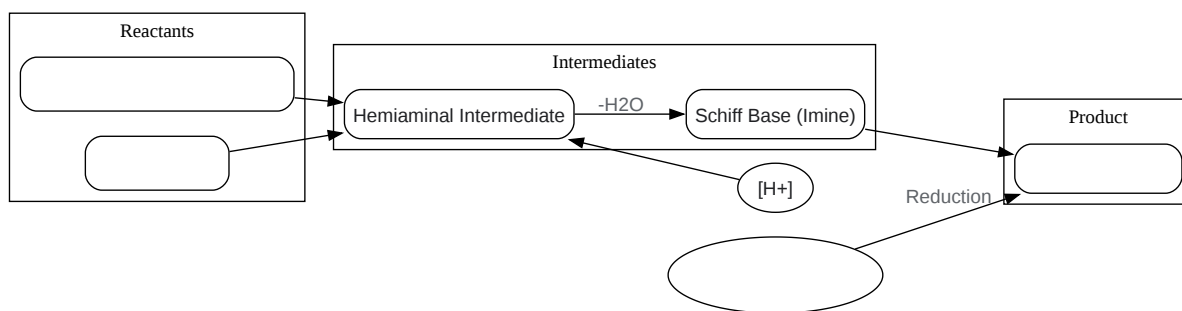 Reactants
Intermediates
Hemiaminal Intermediate
-H2O
Schiff Base (Imine)
Product
[H+]
Reduction